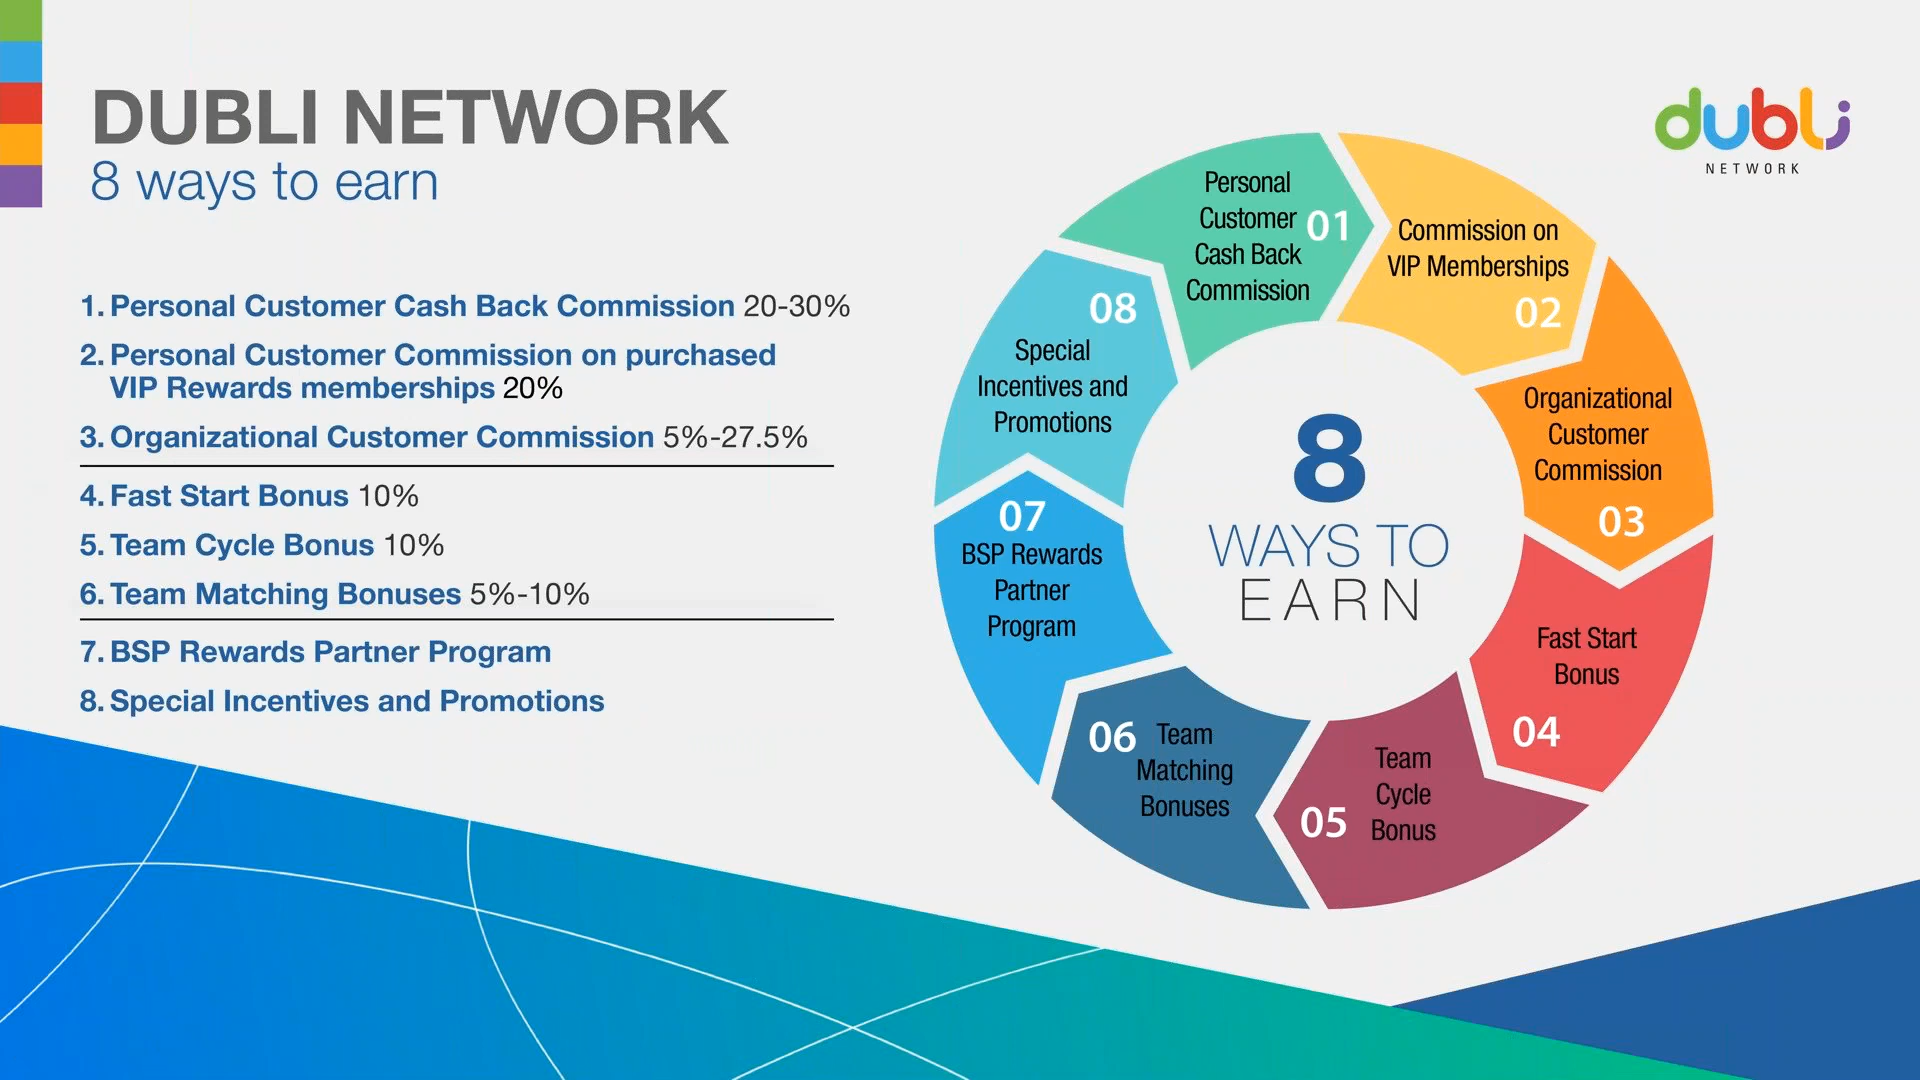 DUBLI NETWORK
8 ways to earn
1. Personal Customer Cash Back Commission 20-30%
2. Personal Customer Commission on purchased
VIP Rewards memberships 20%
3. Organizational Customer Commission 5%-27.5%
4. Fast Start Bonus 10%
5. Team Cycle Bonus 10%
6. Team Matching Bonuses 5%-10%
7. BSP Rewards Partner Program
8. Special Incentives and Promotions
dubli
NETWORK
Personal
Customer
Cash Back
Commission
01
Commission on
VIP Memberships
02
Organizational
Customer
Commission
03
Fast Start
Bonus
04
Team
Cycle
Bonus
05
06
Team
Matching
Bonuses
07
BSP Rewards
Partner
Program
08
Special
Incentives and
Promotions
8
WAYS TO
EARN